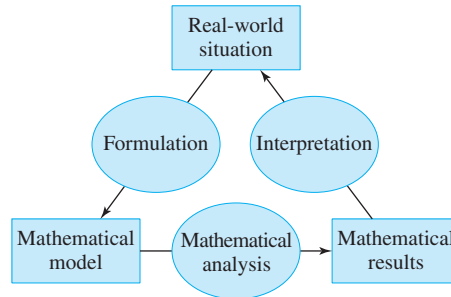 Real-world
situation
Formulation
Interpretation
Mathematical
model
Mathematical
analysis
Mathematical
results